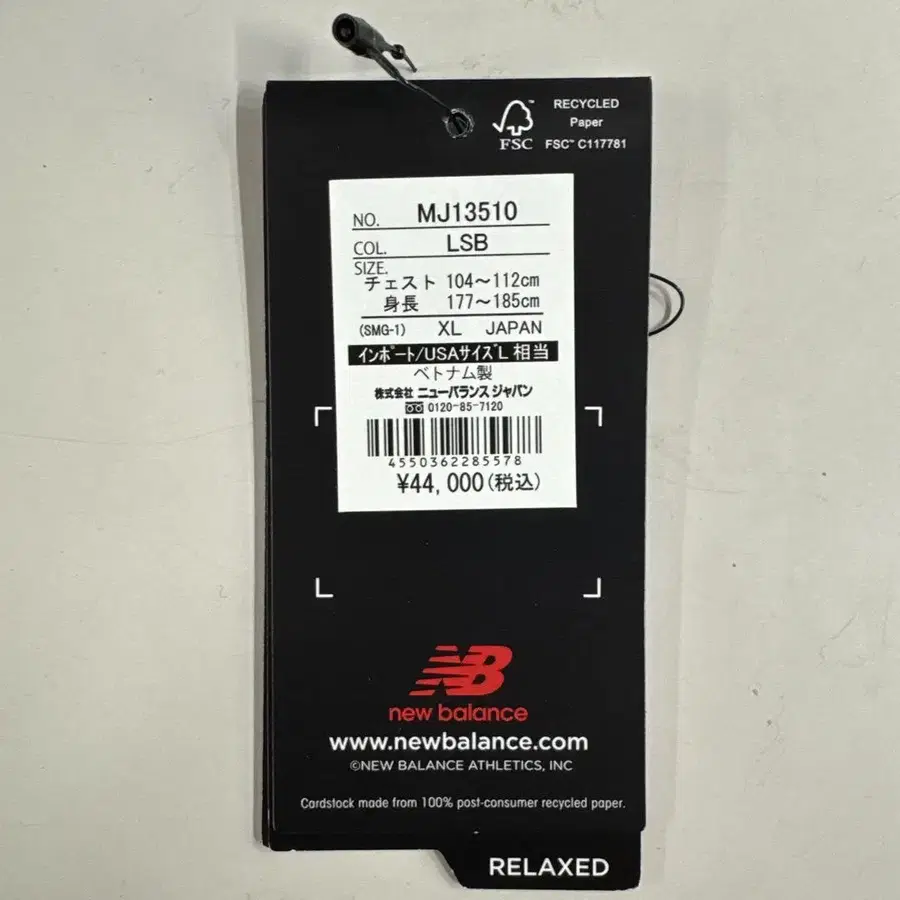 RECYCLED
Paper
FSC
FSC™ C117781
NO. MJ13510
COL. LSB
SIZE.
チェスト 104～112cm
身長 177～185cm
(SMG-1) XL JAPAN
インポート/USAサイズL 相当
ベトナム製
株式会社 ニューバランス ジャパン
0120-85-7120
4550362285578
¥44,000(税込)
NB
new balance
www.newbalance.com
©NEW BALANCE ATHLETICS, INC
Cardstock made from 100% post-consumer recycled paper.
RELAXED